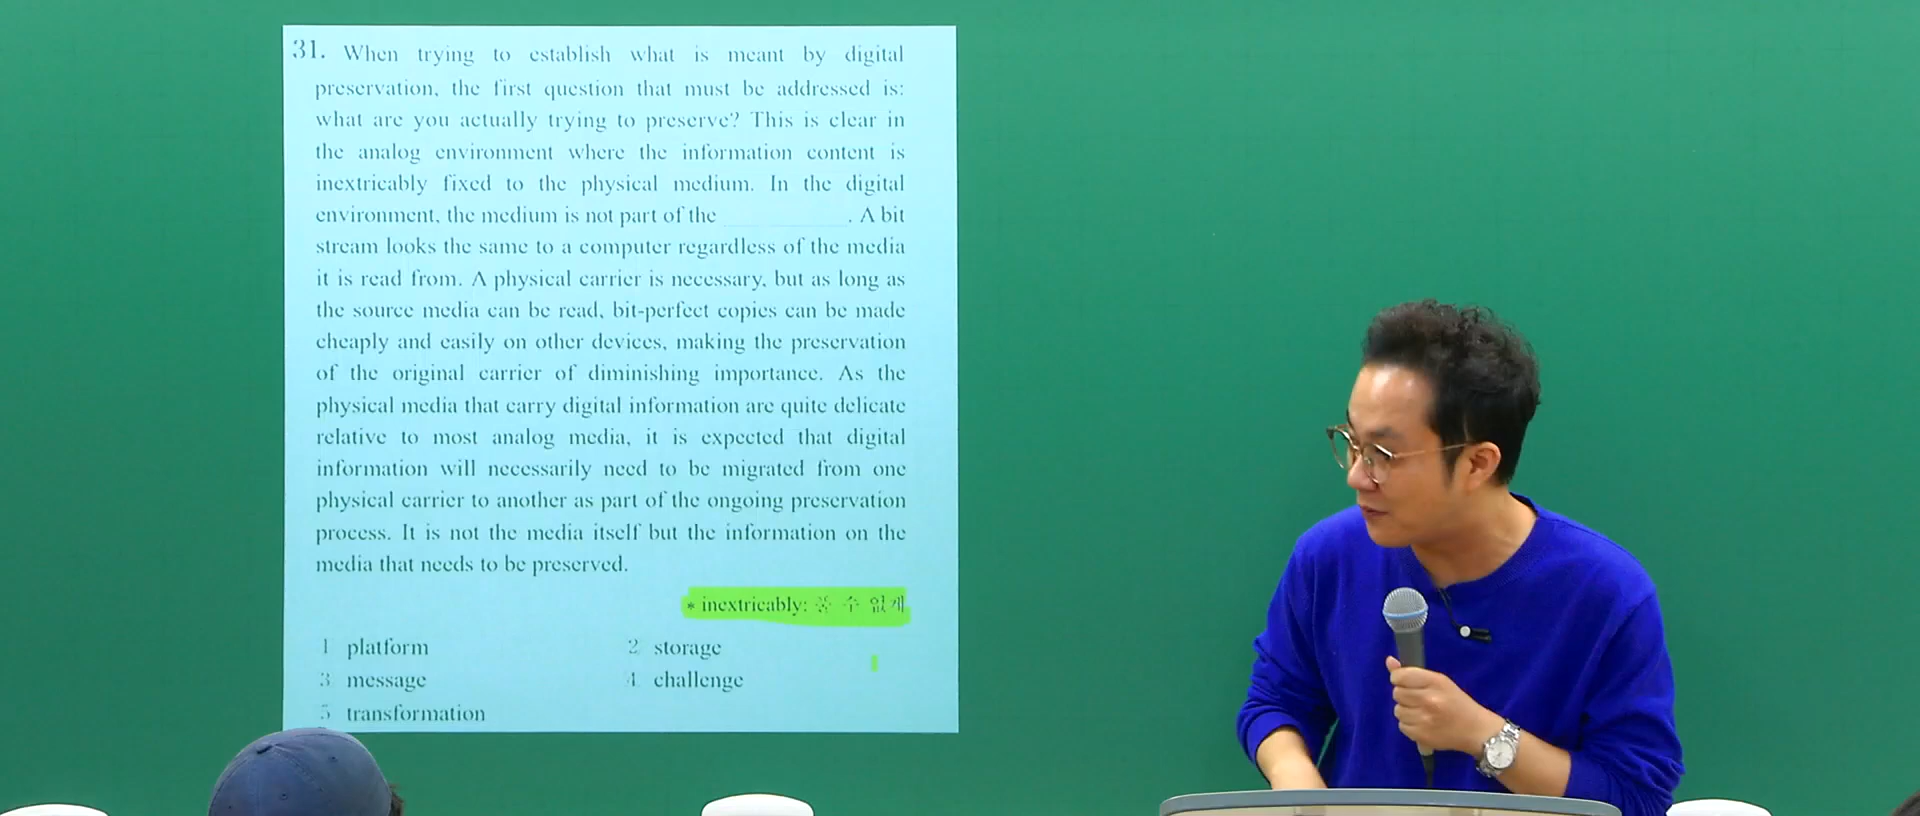 31. When trying to establish what is meant by digital
preservation, the first question that must be addressed is:
what are you actually trying to preserve? This is clear in
the analog environment where the information content is
inextricably fixed to the physical medium. In the digital
environment, the medium is not part of the ____________. A bit
stream looks the same to a computer regardless of the media
it is read from. A physical carrier is necessary, but as long as
the source media can be read, bit-perfect copies can be made
cheaply and easily on other devices, making the preservation
of the original carrier of diminishing importance. As the
physical media that carry digital information are quite delicate
relative to most analog media, it is expected that digital
information will necessarily need to be migrated from one
physical carrier to another as part of the ongoing preservation
process. It is not the media itself but the information on the
media that needs to be preserved.
* inextricably: 풀 수 없게
1 platform 2 storage
3 message 4 challenge
5 transformation